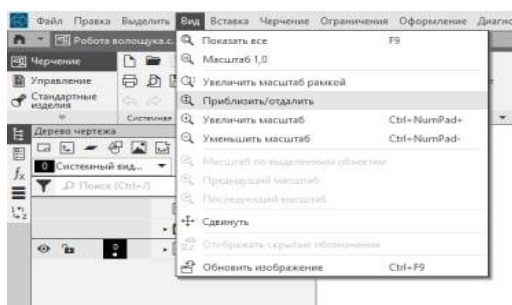 Файл Правка Выделить Вид Вставка Черчение Ограничения Оформление Диагно
Робота волощука.c
Черчение
Управление
Стандартные изделия
Системная
Дерево чертежа
0 Системный вид...
Поиск (Ctrl+/)
0
Показать все F9
Масштаб 1,0
Увеличить масштаб рамкой
Приблизить/отдалить
Увеличить масштаб Ctrl+NumPad+
Уменьшить масштаб Ctrl+NumPad-
Масштаб по выделенным объектам
Предыдущий масштаб
Последующий масштаб
Сдвинуть
Отображать скрытые обозначения
Обновить изображение Ctrl+F9